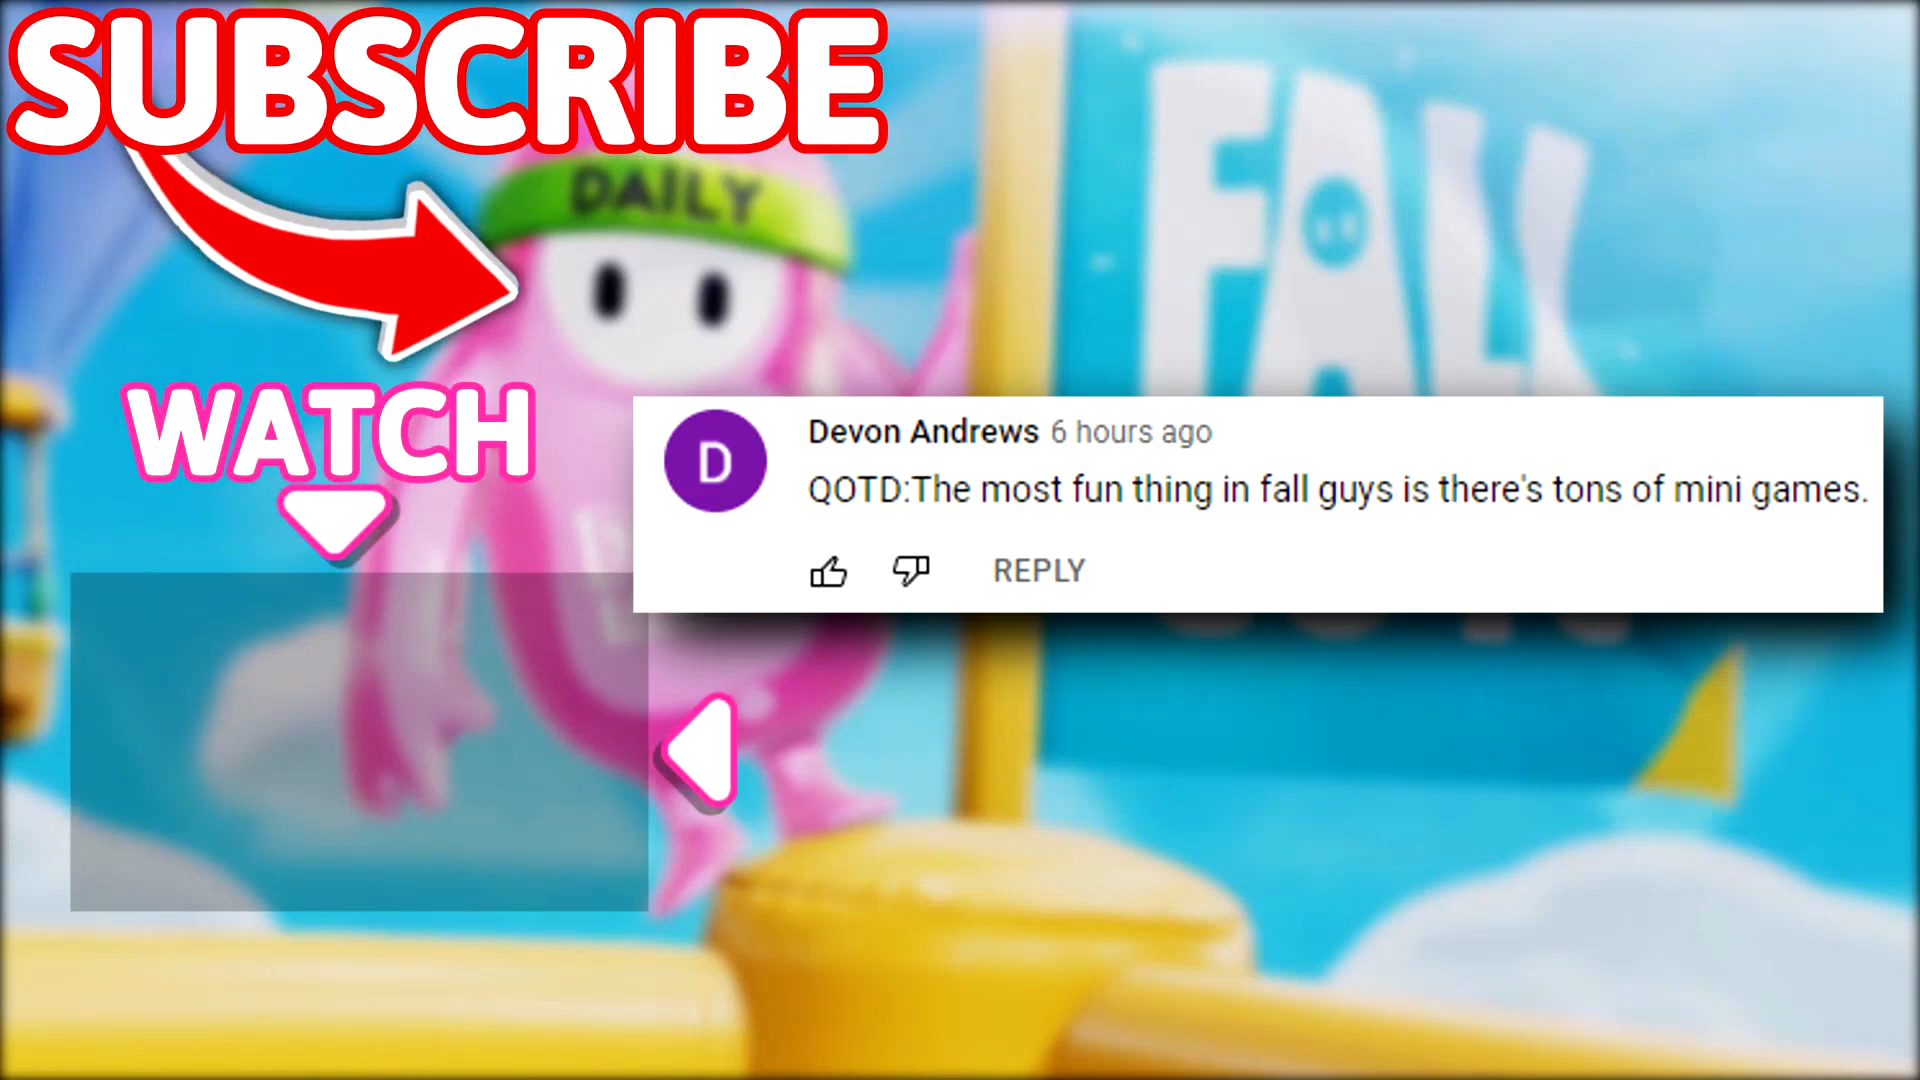 SUBSCRIBE
DAILY
FALL
WATCH
D
Devon Andrews 6 hours ago
QOTD:The most fun thing in fall guys is there's tons of mini games.
REPLY